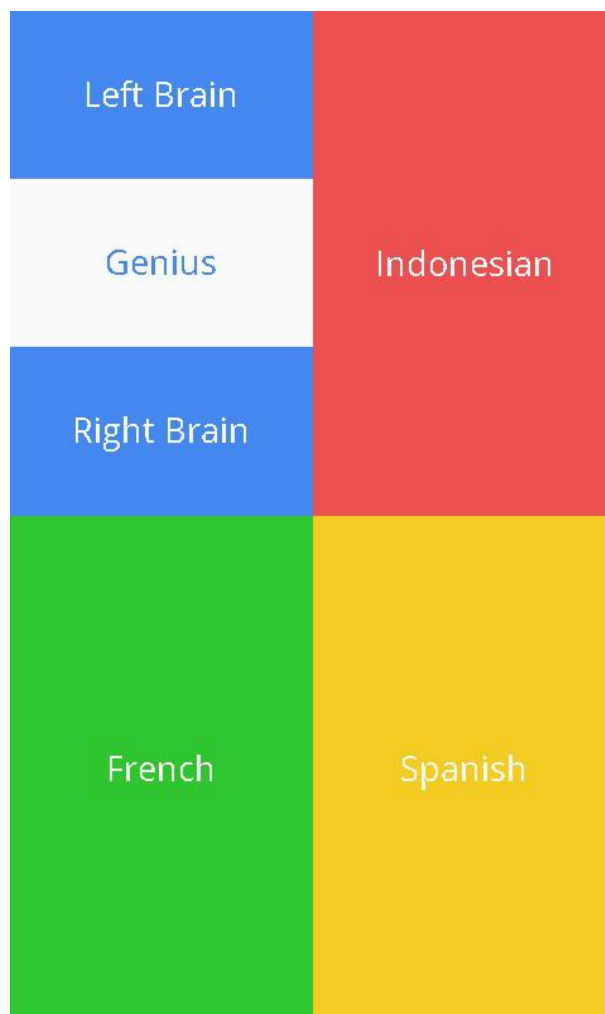 Left Brain
Genius
Indonesian
Right Brain
French
Spanish